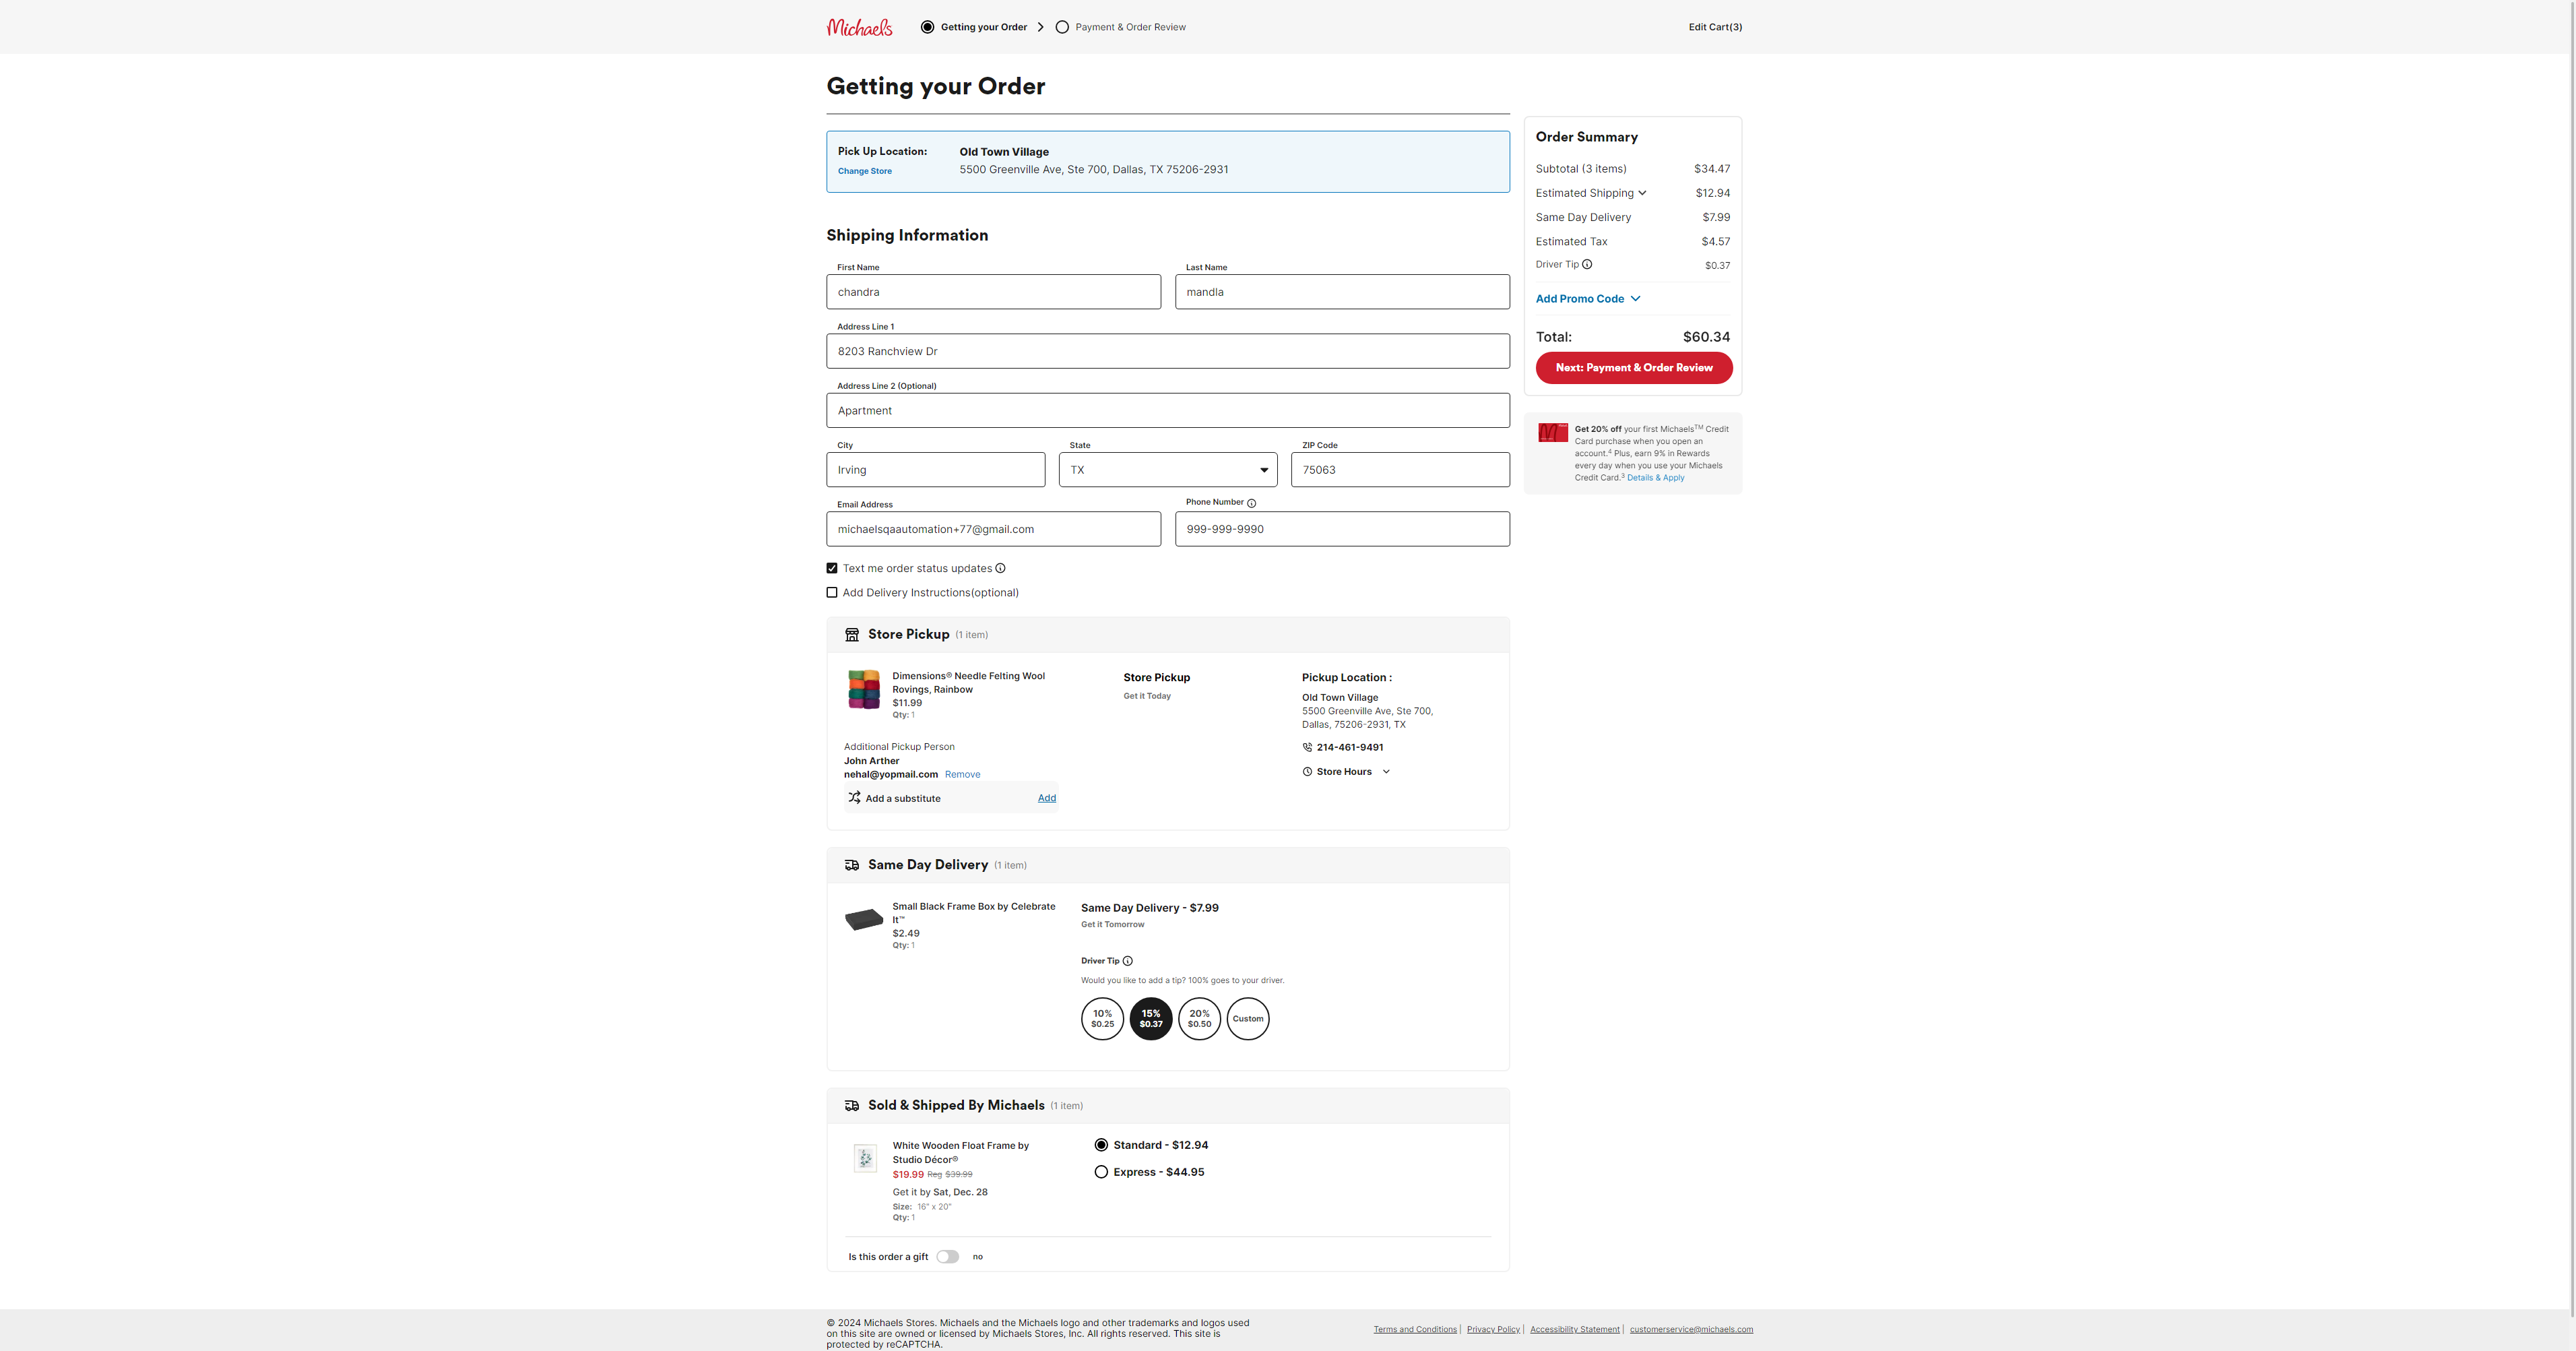 Michaels
Getting your Order
Payment & Order Review
Edit Cart(3)
Getting your Order
Pick Up Location:
Change Store
Old Town Village
5500 Greenville Ave, Ste 700, Dallas, TX 75206-2931
Shipping Information
First Name
chandra
Last Name
mandla
Address Line 1
8203 Ranchview Dr
Address Line 2 (Optional)
Apartment
City
Irving
State
TX
ZIP Code
75063
Email Address
michaelsqaautomation+77@gmail.com
Phone Number
999-999-9990
Text me order status updates
Add Delivery Instructions(optional)
Store Pickup (1 item)
Dimensions® Needle Felting Wool
Rovings, Rainbow
$11.99
Qty: 1
Store Pickup
Get it Today
Pickup Location :
Old Town Village
5500 Greenville Ave, Ste 700,
Dallas, 75206-2931, TX
214-461-9491
Store Hours
Additional Pickup Person
John Arther
nehal@yopmail.com Remove
Add a substitute
Add
Same Day Delivery (1 item)
Small Black Frame Box by Celebrate
It™
$2.49
Qty: 1
Same Day Delivery - $7.99
Get it Tomorrow
Driver Tip
Would you like to add a tip? 100% goes to your driver.
10%
$0.25
15%
$0.37
20%
$0.50
Custom
Sold & Shipped By Michaels (1 item)
White Wooden Float Frame by
Studio Décor®
$19.99 Reg $39.99
Get it by Sat, Dec. 28
Size: 16" x 20"
Qty: 1
Standard - $12.94
Express - $44.95
Is this order a gift
no
Order Summary
Subtotal (3 items) $34.47
Estimated Shipping $12.94
Same Day Delivery $7.99
Estimated Tax $4.57
Driver Tip $0.37
Add Promo Code
Total: $60.34
Next: Payment & Order Review
Get 20% off your first Michaels™ Credit
Card purchase when you open an
account.⁴ Plus, earn 9% in Rewards
every day when you use your Michaels
Credit Card.³ Details & Apply
© 2024 Michaels Stores. Michaels and the Michaels logo and other trademarks and logos used
on this site are owned or licensed by Michaels Stores, Inc. All rights reserved. This site is
protected by reCAPTCHA.
Terms and Conditions | Privacy Policy | Accessibility Statement | customerservice@michaels.com